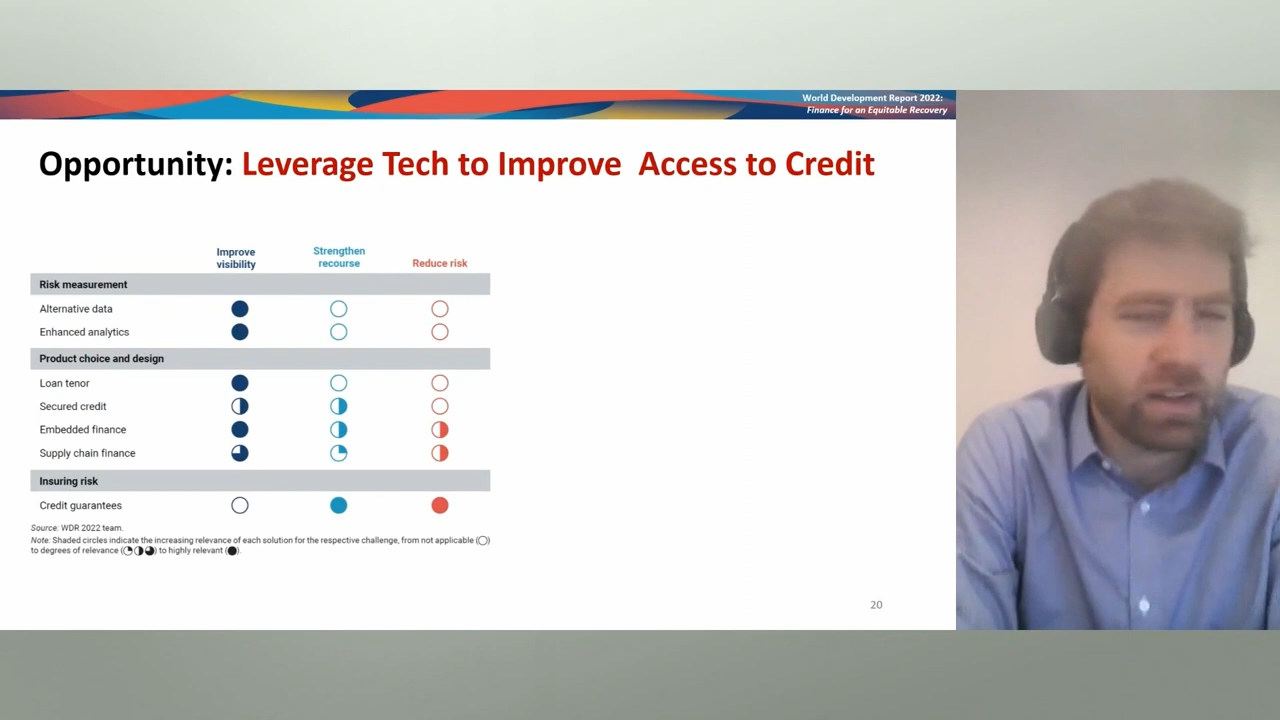 World Development Report 2022:
Finance for an Equitable Recovery
Opportunity: Leverage Tech to Improve  Access to Credit
Improve visibility
Strengthen recourse
Reduce risk
Risk measurement
Alternative data
Enhanced analytics
Product choice and design
Loan tenor
Secured credit
Embedded finance
Supply chain finance
Insuring risk
Credit guarantees
Source: WDR 2022 team.
Note: Shaded circles indicate the increasing relevance of each solution for the respective challenge, from not applicable (○)
to degrees of relevance (◔◑◕) to highly relevant (●).
20